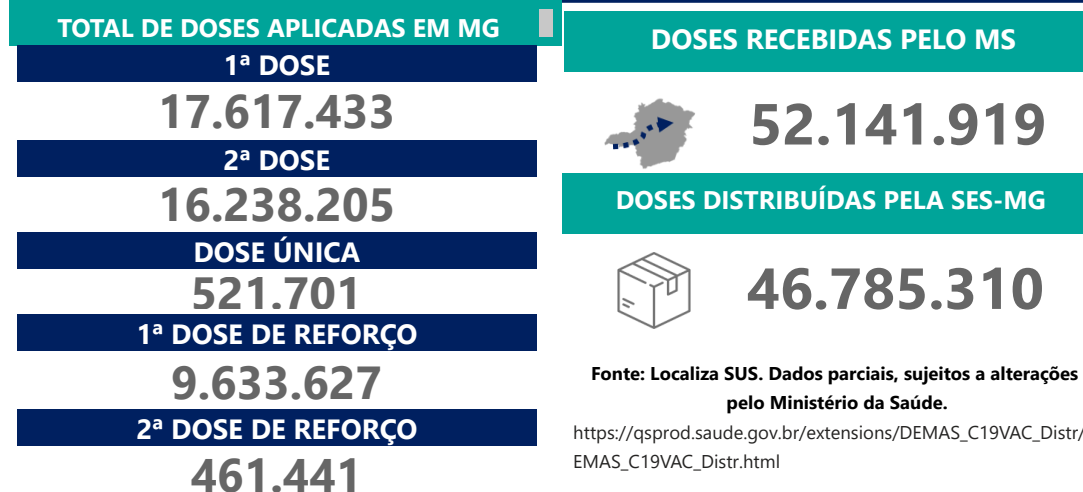 TOTAL DE DOSES APLICADAS EM MG
1ª DOSE
17.617.433
2ª DOSE
16.238.205
DOSE ÚNICA
521.701
1ª DOSE DE REFORÇO
9.633.627
2ª DOSE DE REFORÇO
461.441
DOSES RECEBIDAS PELO MS
52.141.919
DOSES DISTRIBUÍDAS PELA SES-MG
46.785.310
Fonte: Localiza SUS. Dados parciais, sujeitos a alterações
pelo Ministério da Saúde.
https://qsprod.saude.gov.br/extensions/DEMAS_C19VAC_Distr/
EMAS_C19VAC_Distr.html